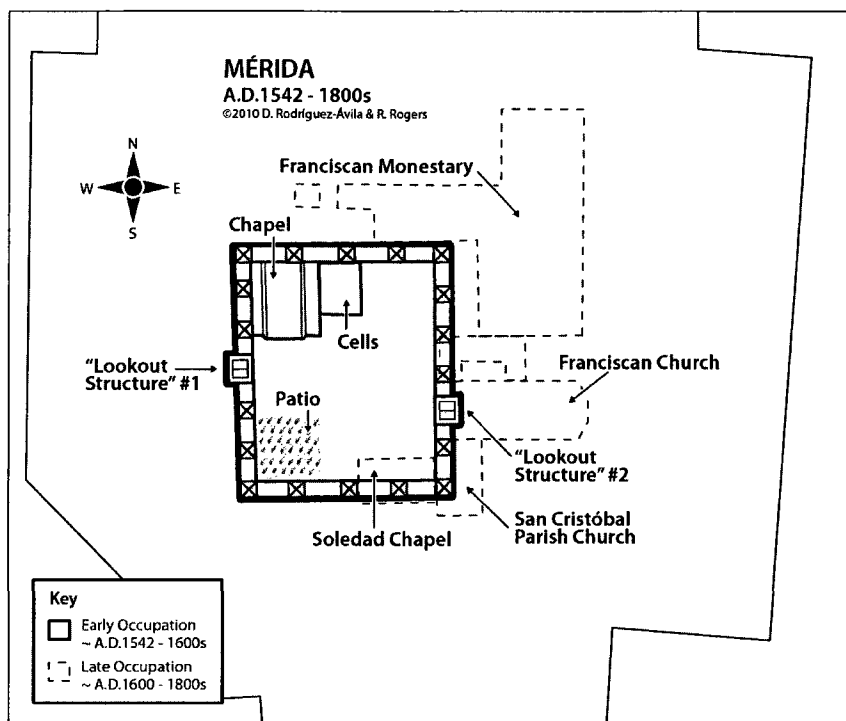 MÉRIDA
A.D.1542 - 1800s
©2010 D. Rodríguez-Ávila & R. Rogers
N
W
E
S
Franciscan Monestary
Chapel
Cells
"Lookout
Structure" #1
Franciscan Church
Patio
"Lookout
Structure" #2
Soledad Chapel
San Cristóbal
Parish Church
Key
Early Occupation
~ A.D.1542 - 1600s
Late Occupation
~ A.D.1600 - 1800s